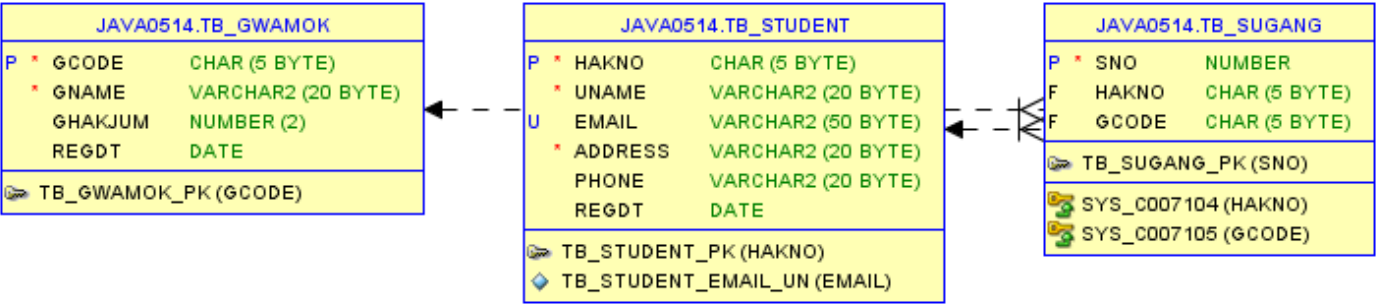 JAVA0514.TB_GWAMOK
P * GCODE CHAR (5 BYTE)
* GNAME VARCHAR2 (20 BYTE)
GHAKJUM NUMBER (2)
REGDT DATE
TB_GWAMOK_PK (GCODE)
JAVA0514.TB_STUDENT
P * HAKNO CHAR (5 BYTE)
* UNAME VARCHAR2 (20 BYTE)
U EMAIL VARCHAR2 (50 BYTE)
* ADDRESS VARCHAR2 (20 BYTE)
PHONE VARCHAR2 (20 BYTE)
REGDT DATE
TB_STUDENT_PK (HAKNO)
TB_STUDENT_EMAIL_UN (EMAIL)
JAVA0514.TB_SUGANG
P * SNO NUMBER
F HAKNO CHAR (5 BYTE)
F GCODE CHAR (5 BYTE)
TB_SUGANG_PK (SNO)
SYS_C007104 (HAKNO)
SYS_C007105 (GCODE)